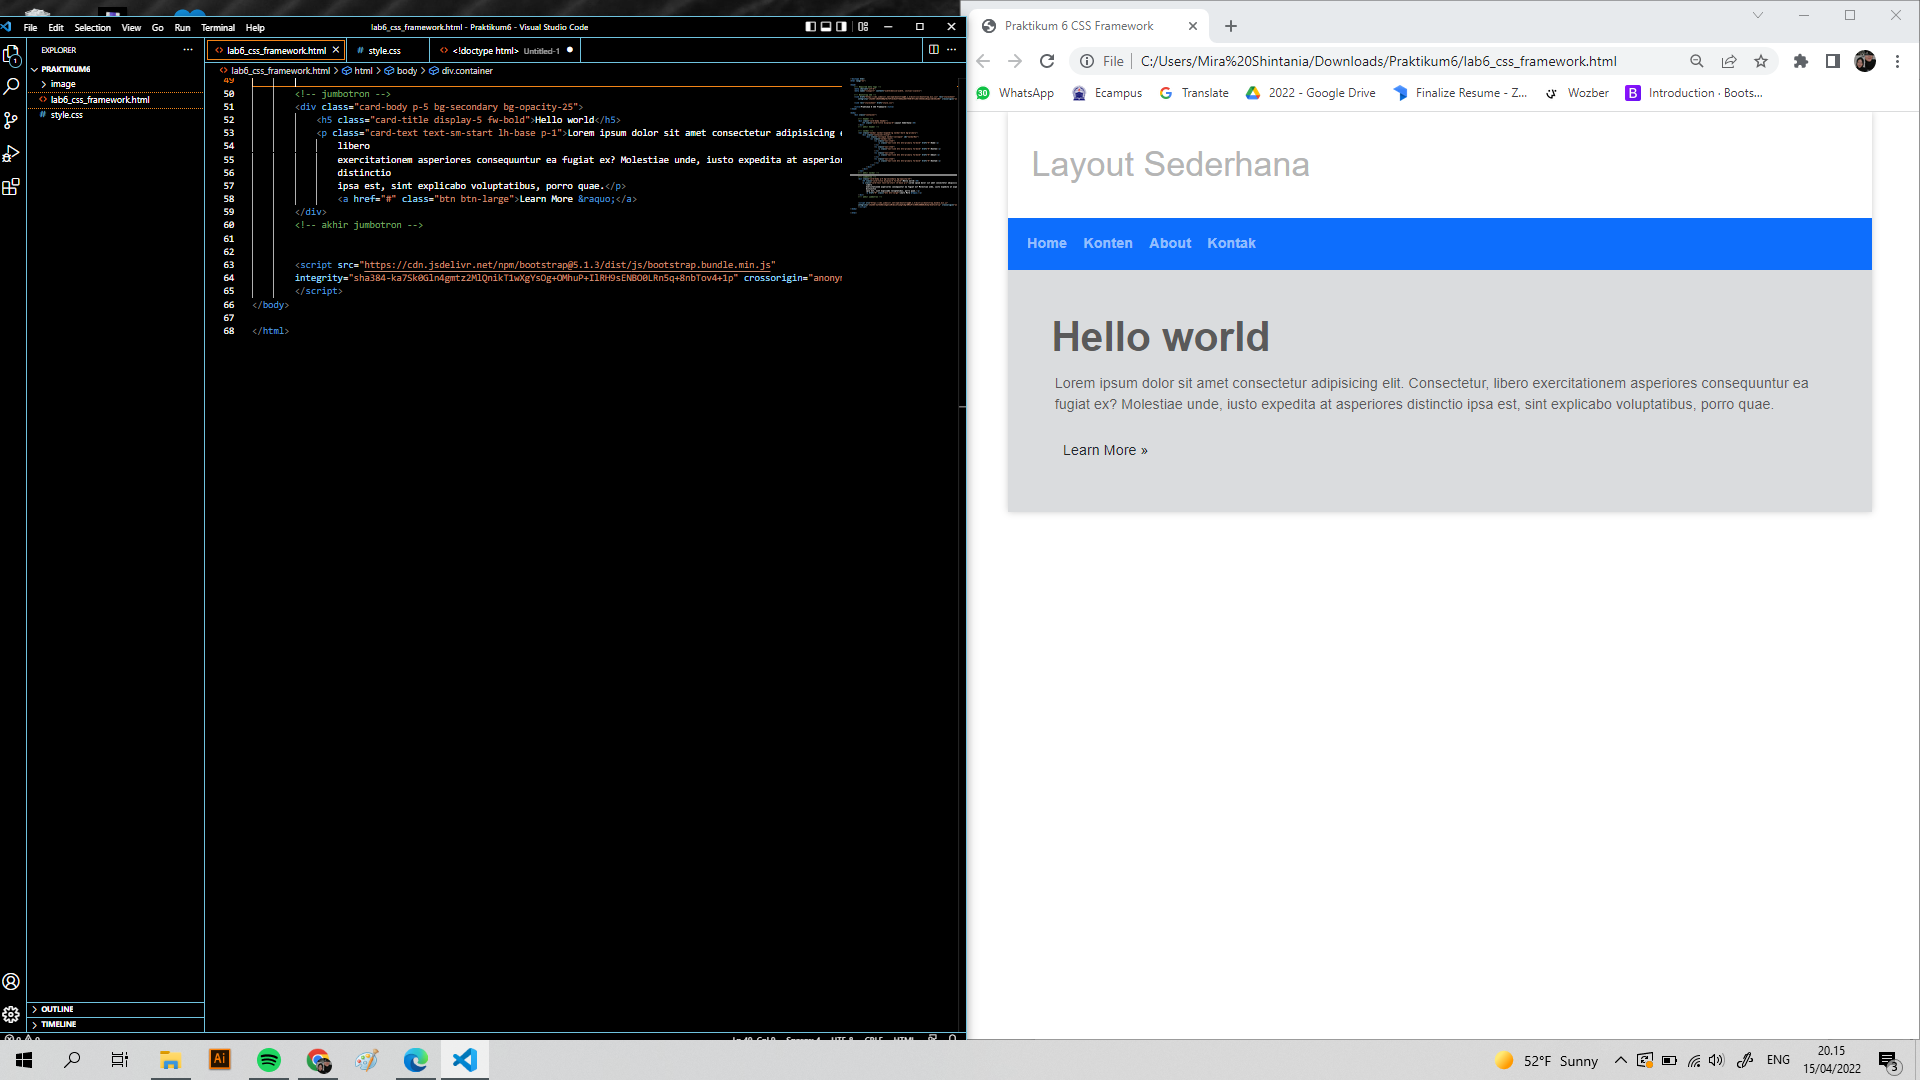 File Edit Selection View Go Run Terminal Help
lab6_css_framework.html - Praktikum6 - Visual Studio Code
EXPLORER
PRAKTIKUM6
image
lab6_css_framework.html
style.css
OUTLINE
TIMELINE
lab6_css_framework.html
style.css
<!doctype html> Untitled-1
lab6_css_framework.html > html > body > div.container
49
50 <!-- jumbotron -->
51 <div class="card-body p-5 bg-secondary bg-opacity-25">
52 <h5 class="card-title display-5 fw-bold">Hello world</h5>
53 <p class="card-text text-sm-start lh-base p-1">Lorem ipsum dolor sit amet consectetur adipisicing
54 libero
55 exercitationem asperiores consequuntur ea fugiat ex? Molestiae unde, iusto expedita at asperior
56 distinctio
57 ipsa est, sint explicabo voluptatibus, porro quae.</p>
58 <a href="#" class="btn btn-large">Learn More &raquo;</a>
59 </div>
60 <!-- akhir jumbotron -->
61
62
63 <script src="https://cdn.jsdelivr.net/npm/bootstrap@5.1.3/dist/js/bootstrap.bundle.min.js"
64 integrity="sha384-ka7Sk0Gln4gmtz2MlQnikT1wXgYsOg+OMhuP+IlRH9sENBO0LRn5q+8nbTov4+1p" crossorigin="anony
65 </script>
66 </body>
67
68 </html>
Praktikum 6 CSS Framework
File C:/Users/Mira%20Shintania/Downloads/Praktikum6/lab6_css_framework.html
30 WhatsApp Ecampus Translate 2022 - Google Drive Finalize Resume - Z... Wozber Introduction · Boots...
Layout Sederhana
Home Konten About Kontak
Hello world
Lorem ipsum dolor sit amet consectetur adipisicing elit. Consectetur, libero exercitationem asperiores consequuntur ea
fugiat ex? Molestiae unde, iusto expedita at asperiores distinctio ipsa est, sint explicabo voluptatibus, porro quae.
Learn More »
Ai
52°F Sunny
ENG
20.15
15/04/2022
3